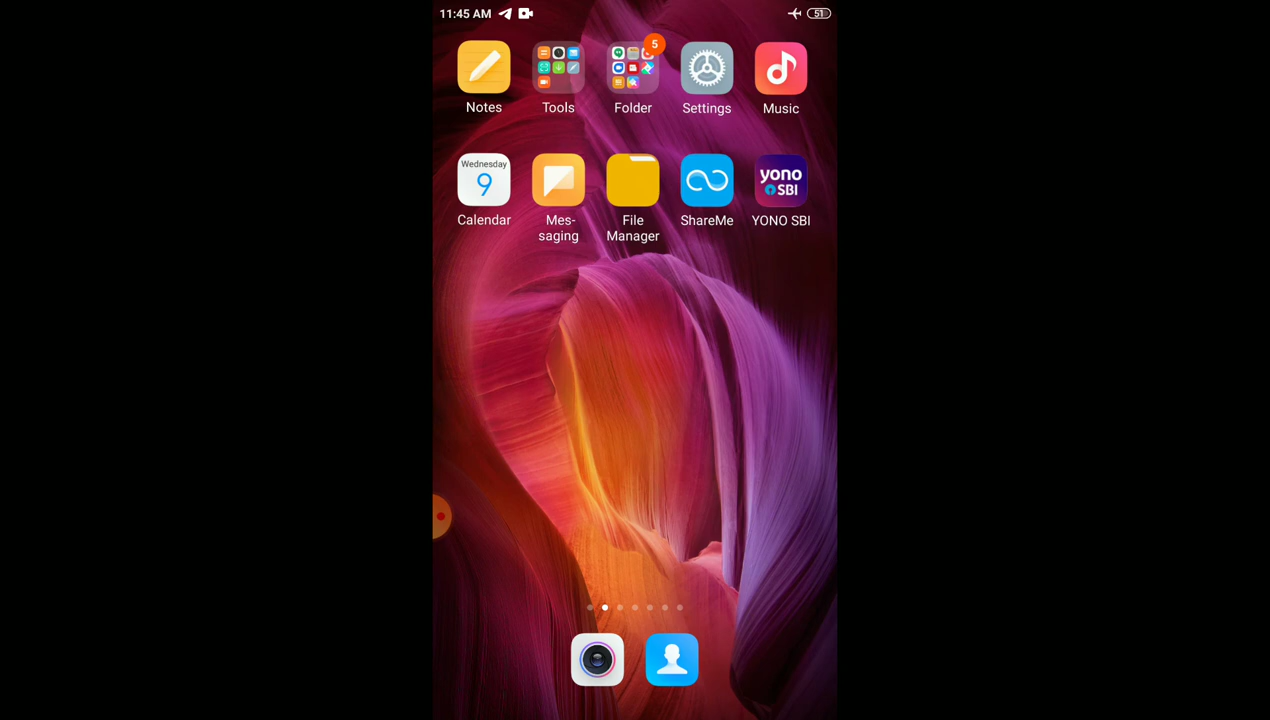 11:45 AM 51
5
Notes Tools Folder Settings Music
Wednesday
9
yono
SBI
Calendar Mes- File ShareMe YONO SBI
saging Manager